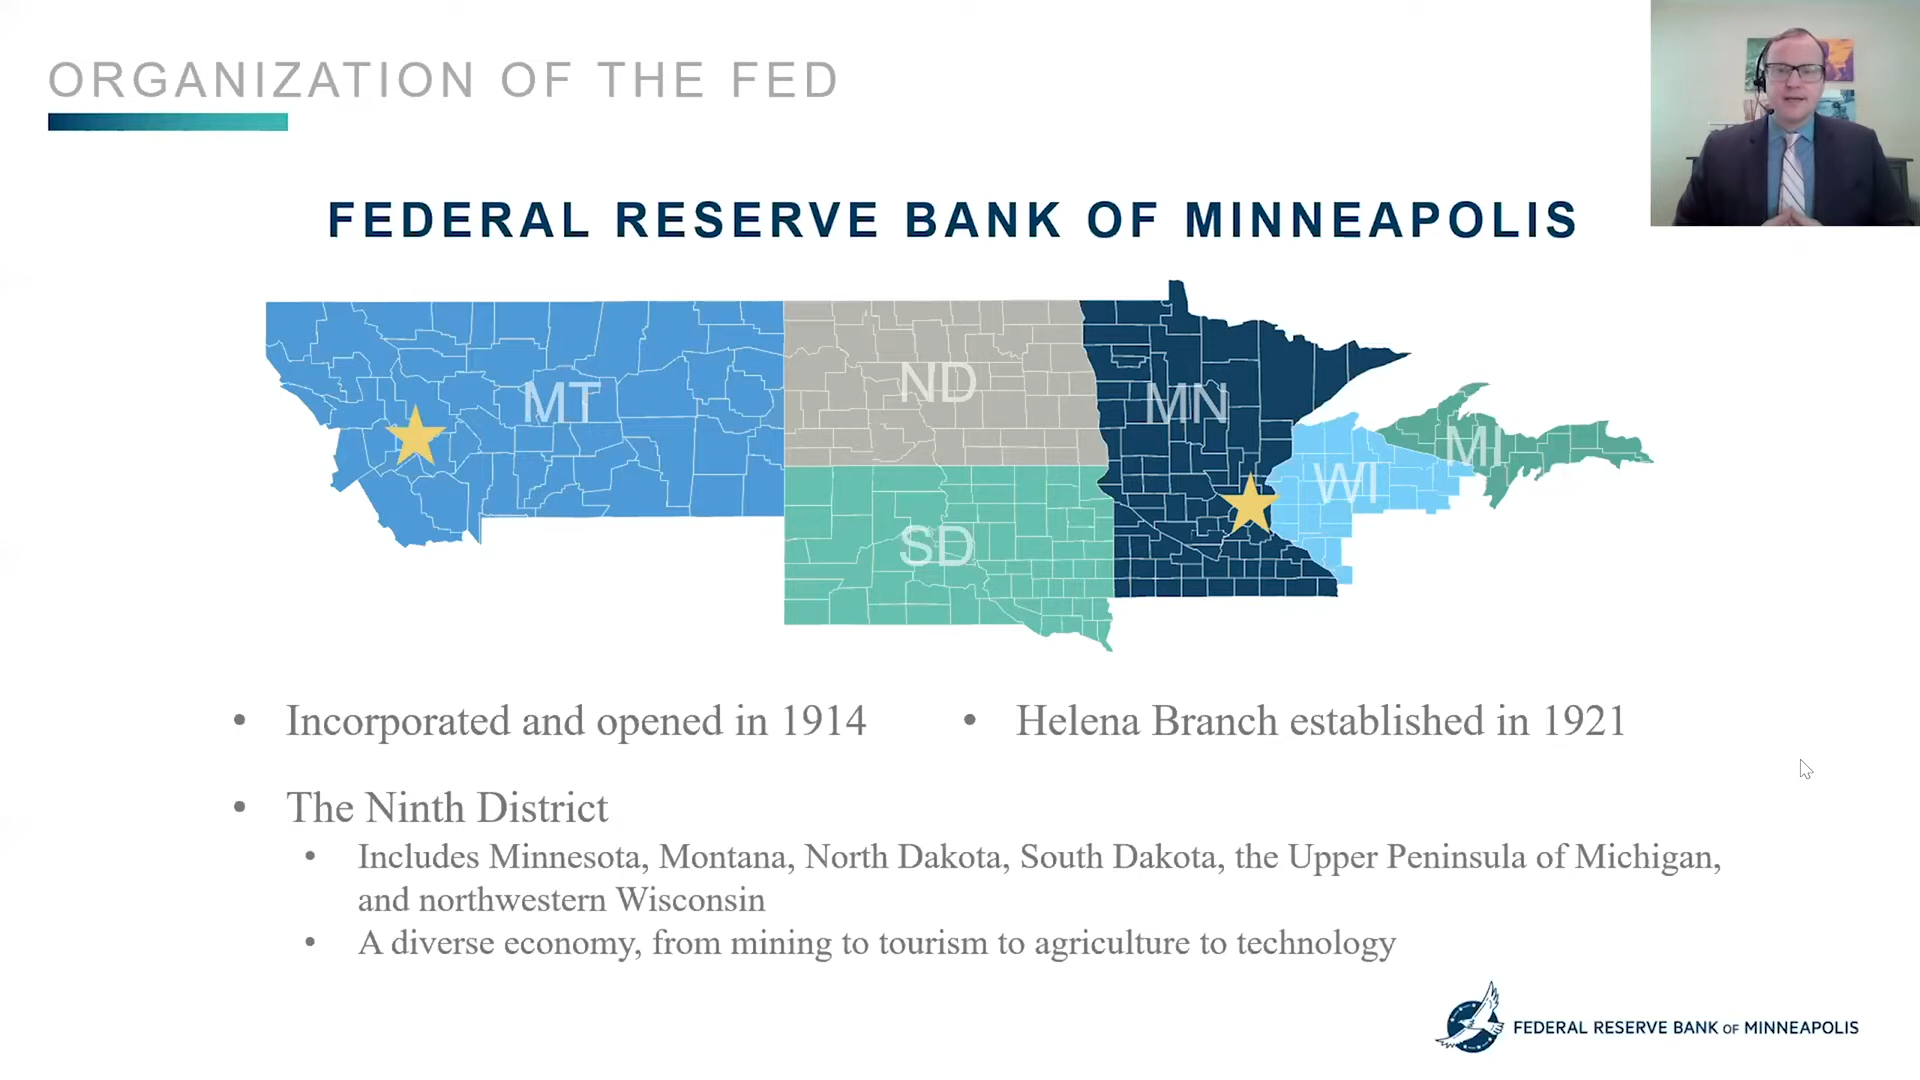 ORGANIZATION OF THE FED
FEDERAL RESERVE BANK OF MINNEAPOLIS
MT
ND
MN
MI
WI
SD
• Incorporated and opened in 1914
• Helena Branch established in 1921
• The Ninth District
• Includes Minnesota, Montana, North Dakota, South Dakota, the Upper Peninsula of Michigan,
and northwestern Wisconsin
• A diverse economy, from mining to tourism to agriculture to technology
FEDERAL RESERVE BANK OF MINNEAPOLIS